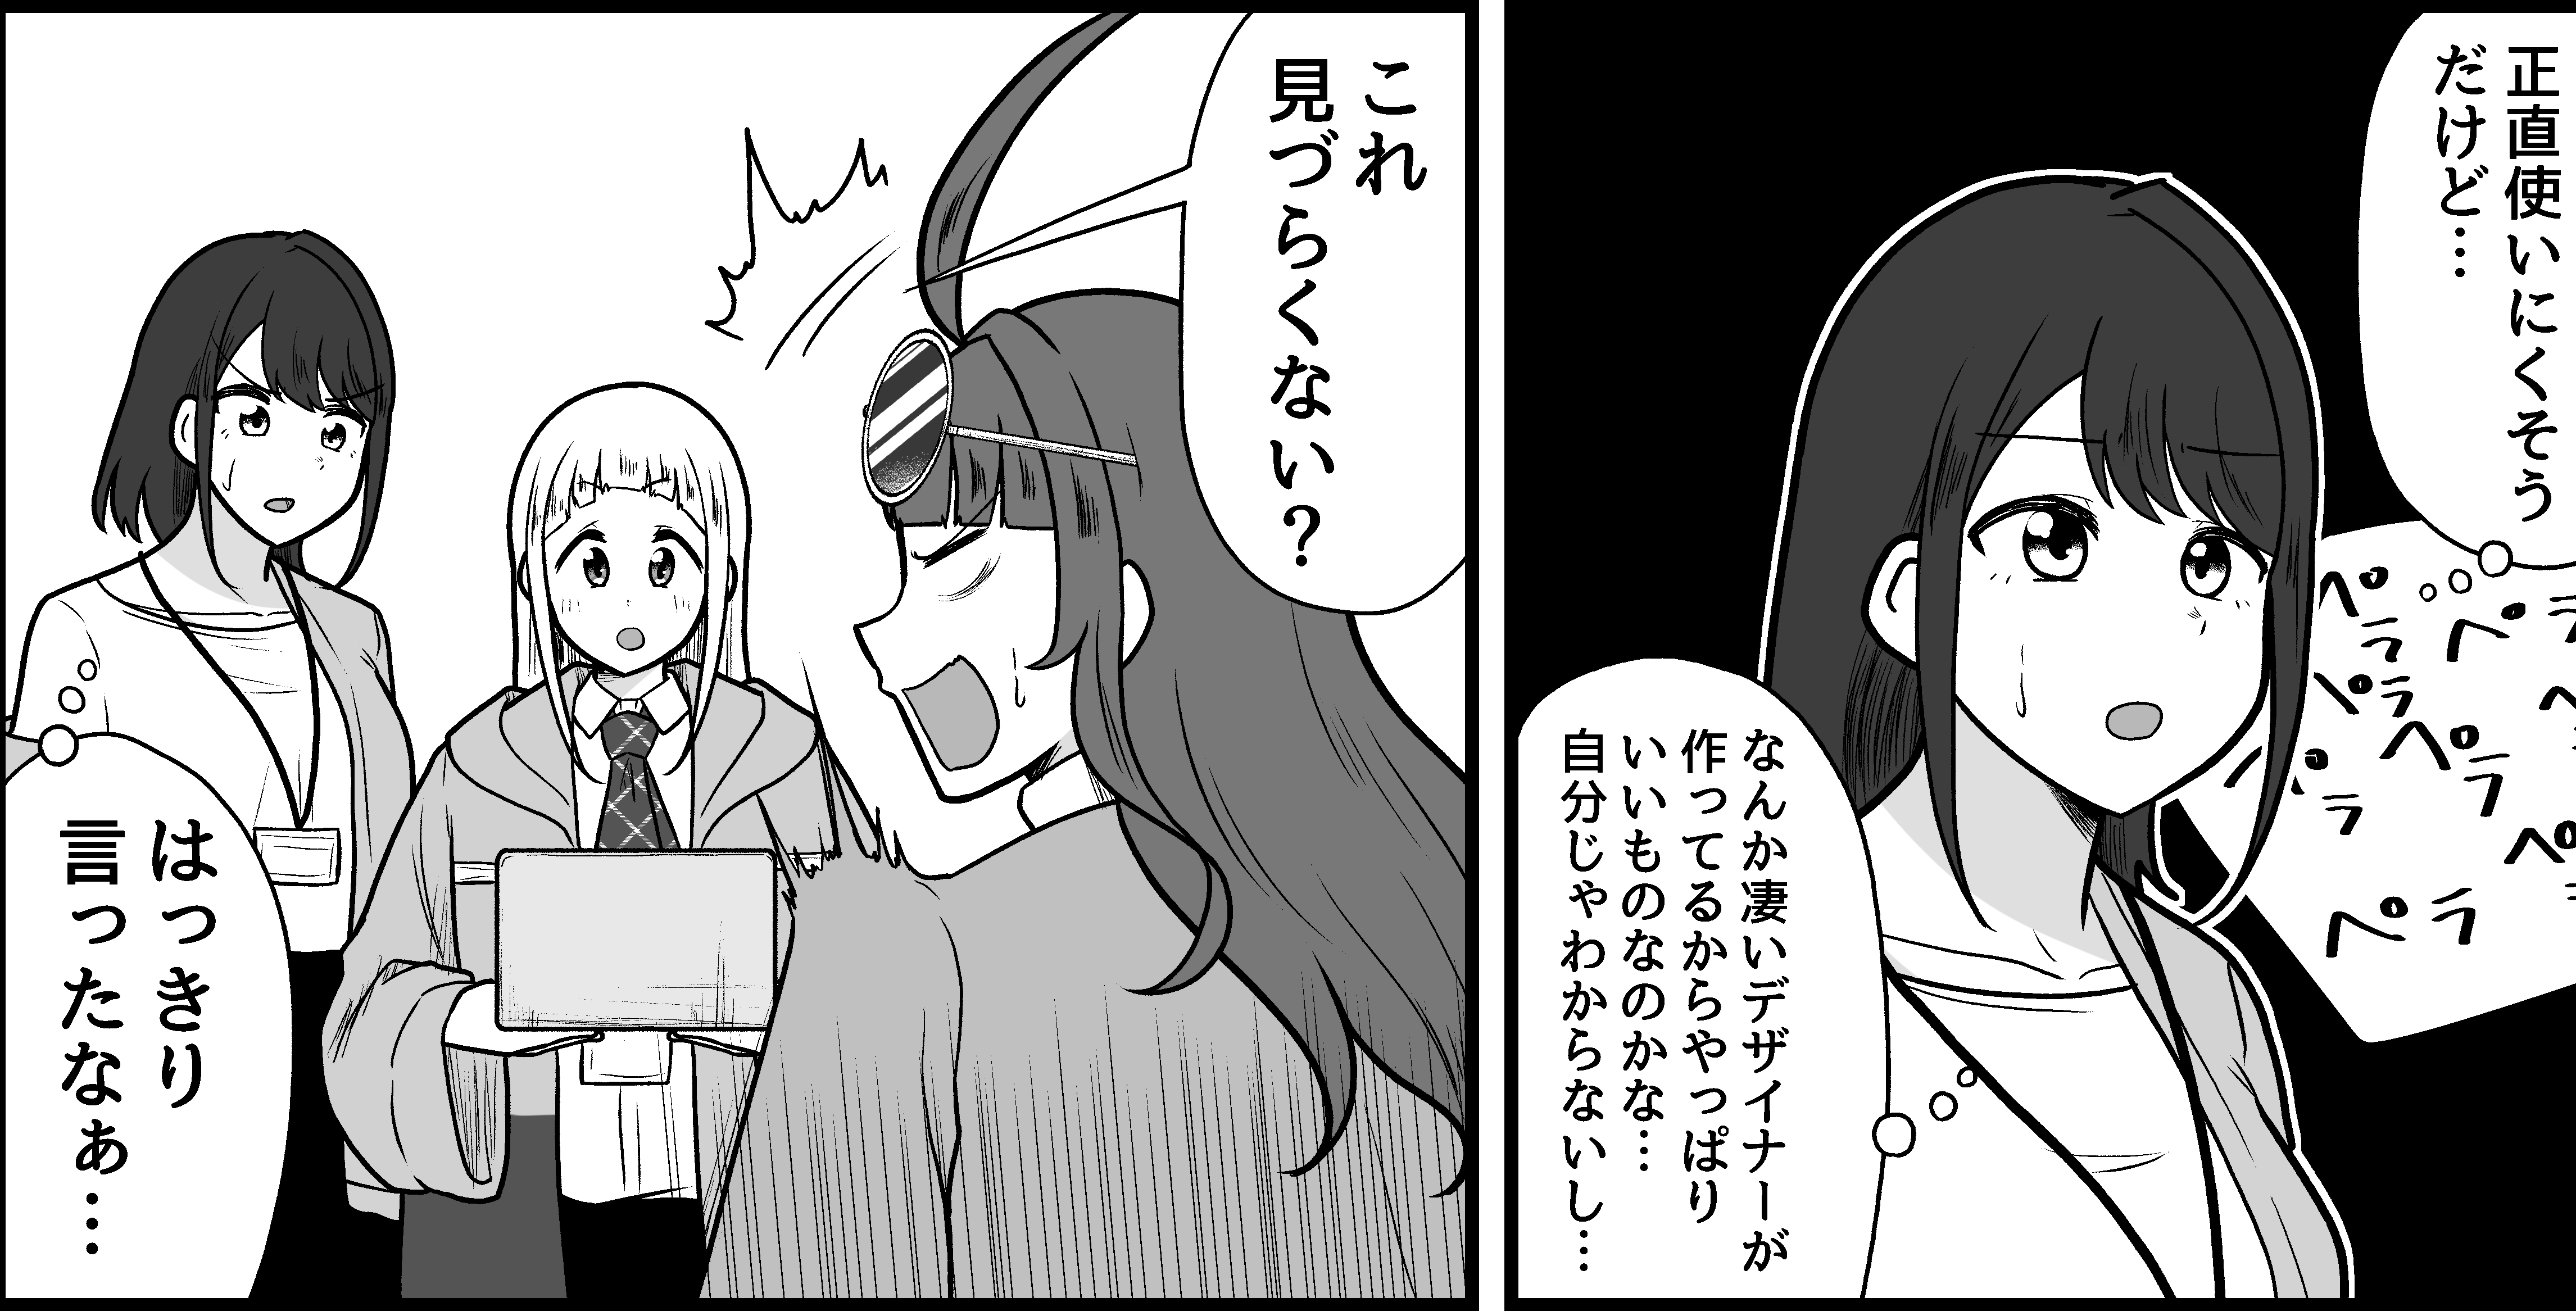 正直使いにくそう
だけど…
ペラ
ペラ
ペラ
ペラ
ペラ
ペラ
なんか凄いデザイナーが
作ってるからやっぱり
いいものなのかな…
自分じゃわからないし…
これ
見づらくない？
はっきり
言ったなぁ…